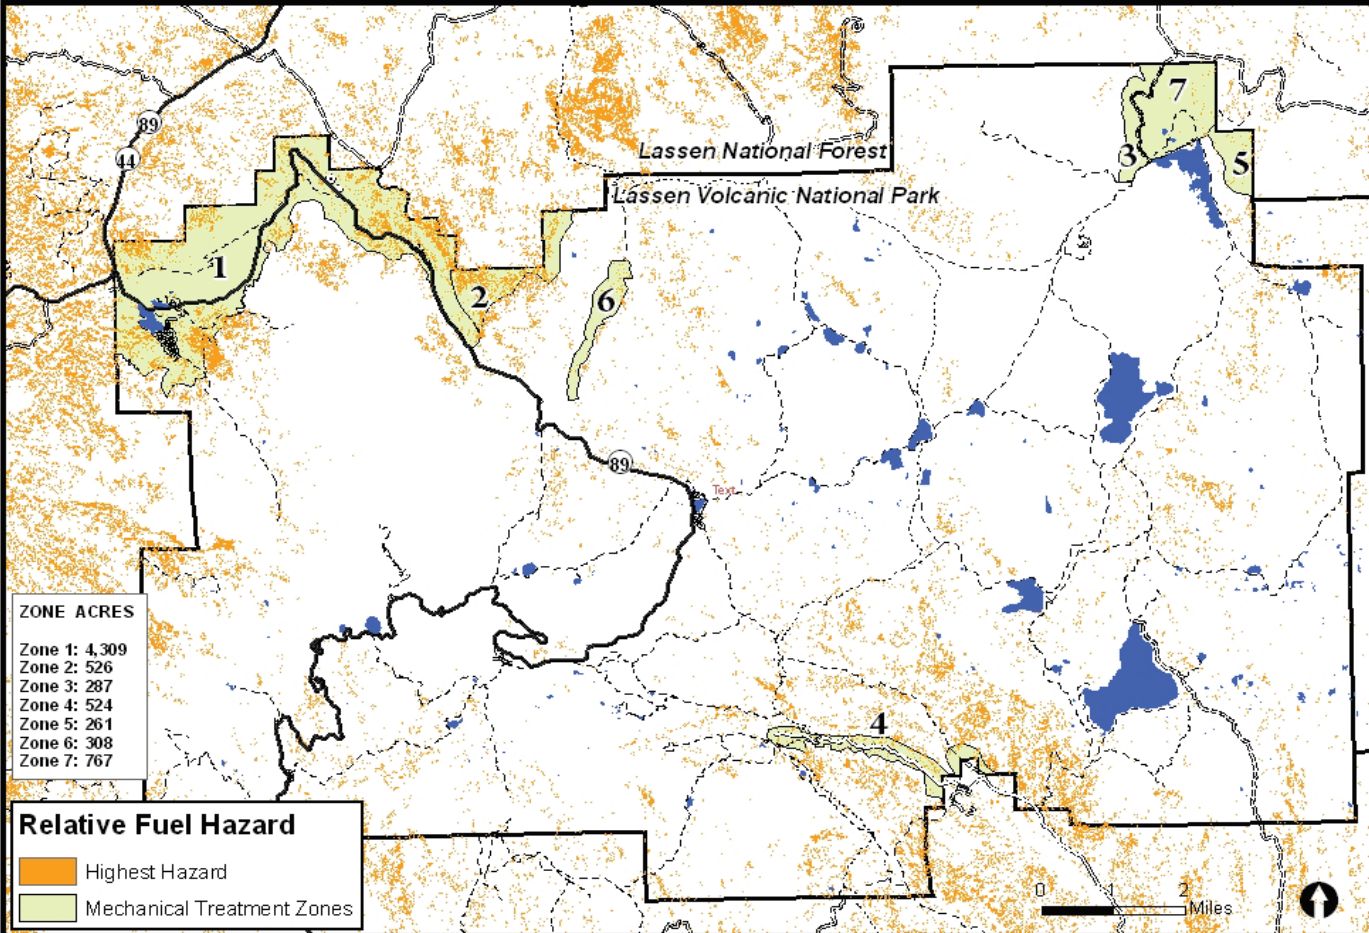 89
44
Lassen National Forest
Lassen Volcanic National Park
7
3
5
1
2
6
89
Text
4
ZONE ACRES
Zone 1: 4,309
Zone 2: 526
Zone 3: 287
Zone 4: 524
Zone 5: 261
Zone 6: 308
Zone 7: 767
Relative Fuel Hazard
Highest Hazard
Mechanical Treatment Zones
0 1 2
Miles